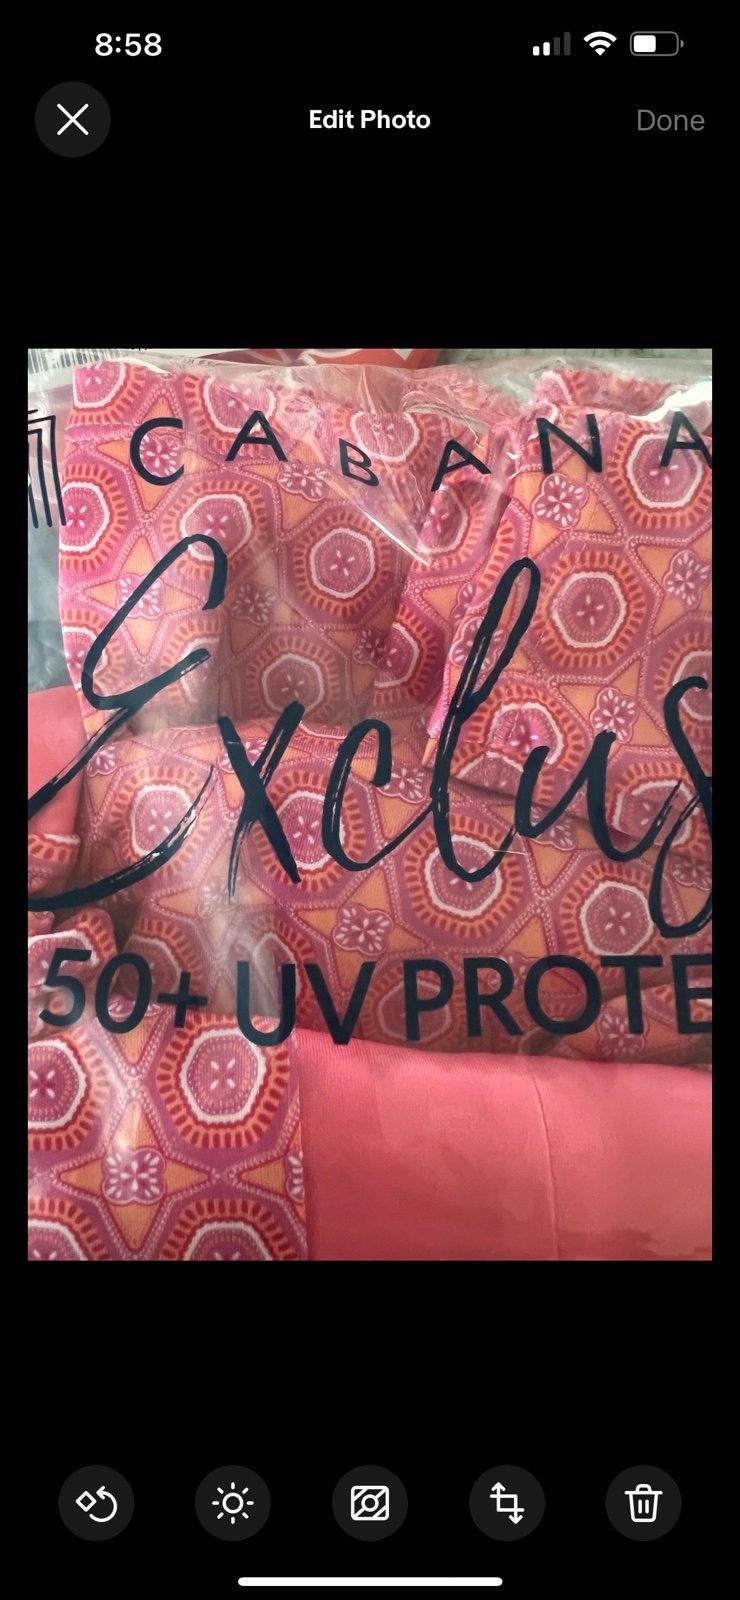 8:58
Edit Photo
Done
CABANA
Exclus
50+ UV PROTE